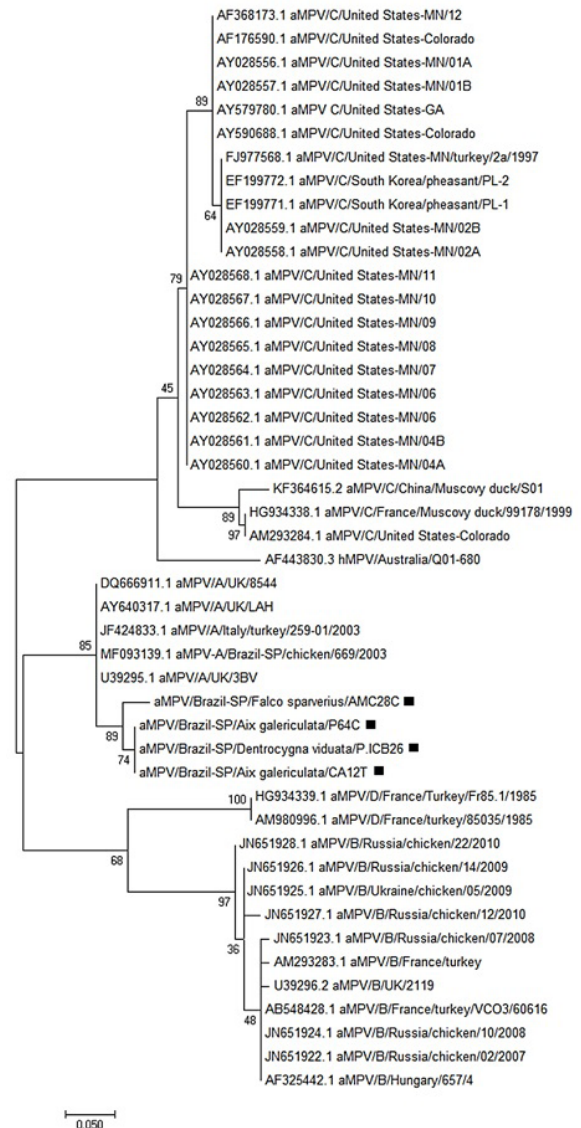 AF368173.1 aMPV/C/United States-MN/12
AF176590.1 aMPV/C/United States-Colorado
AY028556.1 aMPV/C/United States-MN/01A
AY028557.1 aMPV/C/United States-MN/01B
89
AY579780.1 aMPV C/United States-GA
AY590688.1 aMPV/C/United States-Colorado
FJ977568.1 aMPV/C/United States-MN/turkey/2a/1997
EF199772.1 aMPV/C/South Korea/pheasant/PL-2
EF199771.1 aMPV/C/South Korea/pheasant/PL-1
64
AY028559.1 aMPV/C/United States-MN/02B
AY028558.1 aMPV/C/United States-MN/02A
79
AY028568.1 aMPV/C/United States-MN/11
AY028567.1 aMPV/C/United States-MN/10
AY028566.1 aMPV/C/United States-MN/09
AY028565.1 aMPV/C/United States-MN/08
AY028564.1 aMPV/C/United States-MN/07
45
AY028563.1 aMPV/C/United States-MN/06
AY028562.1 aMPV/C/United States-MN/06
AY028561.1 aMPV/C/United States-MN/04B
AY028560.1 aMPV/C/United States-MN/04A
KF364615.2 aMPV/C/China/Muscovy duck/S01
89
HG934338.1 aMPV/C/France/Muscovy duck/99178/1999
97
AM293284.1 aMPV/C/United States-Colorado
AF443830.3 hMPV/Australia/Q01-680
DQ666911.1 aMPV/A/UK/8544
AY640317.1 aMPV/A/UK/LAH
JF424833.1 aMPV/A/Italy/turkey/259-01/2003
85
MF093139.1 aMPV-A/Brazil-SP/chicken/669/2003
U39295.1 aMPV/A/UK/3BV
aMPV/Brazil-SP/Falco sparverius/AMC28C
aMPV/Brazil-SP/Aix galericulata/P64C
89
aMPV/Brazil-SP/Dentrocygna viduata/P.ICB26
74
aMPV/Brazil-SP/Aix galericulata/CA12T
100
HG934339.1 aMPV/D/France/Turkey/Fr85.1/1985
AM980996.1 aMPV/D/France/turkey/85035/1985
JN651928.1 aMPV/B/Russia/chicken/22/2010
68
JN651926.1 aMPV/B/Russia/chicken/14/2009
JN651925.1 aMPV/B/Ukraine/chicken/05/2009
97
JN651927.1 aMPV/B/Russia/chicken/12/2010
JN651923.1 aMPV/B/Russia/chicken/07/2008
36
AM293283.1 aMPV/B/France/turkey
U39296.2 aMPV/B/UK/2119
AB548428.1 aMPV/B/France/turkey/VCO3/60616
48
JN651924.1 aMPV/B/Russia/chicken/10/2008
JN651922.1 aMPV/B/Russia/chicken/02/2007
AF325442.1 aMPV/B/Hungary/657/4
0.050